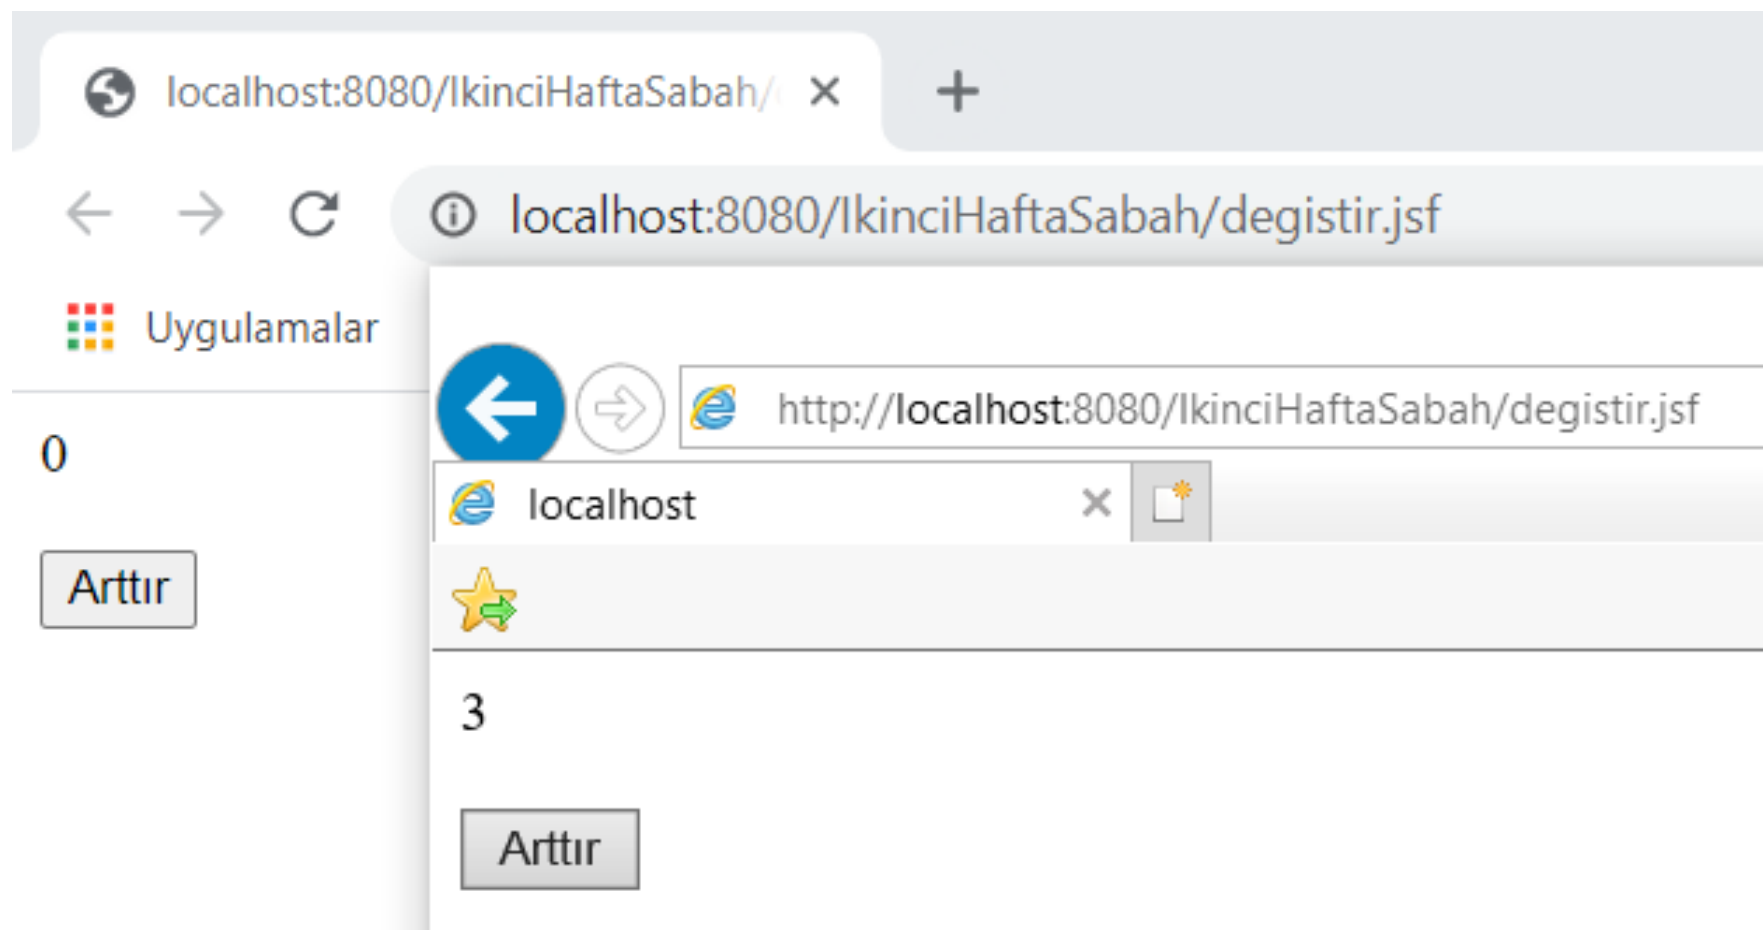 localhost:8080/IkinciHaftaSabah/
localhost:8080/IkinciHaftaSabah/degistir.jsf
Uygulamalar
0
Arttır
http://localhost:8080/IkinciHaftaSabah/degistir.jsf
localhost
3
Arttır